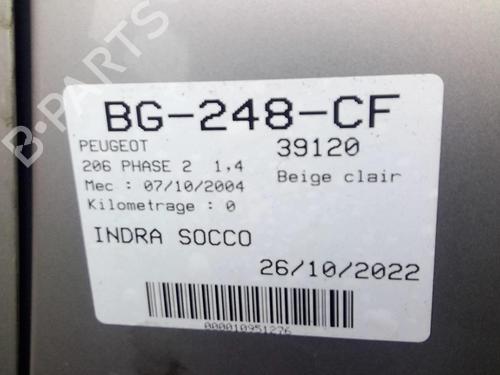 B-PARTS
BG-248-CF
PEUGEOT 39120
206 PHASE 2 1,4
Mec : 07/10/2004 Beige clair
Kilometrage : 0
INDRA SOCCO
26/10/2022
000010951276